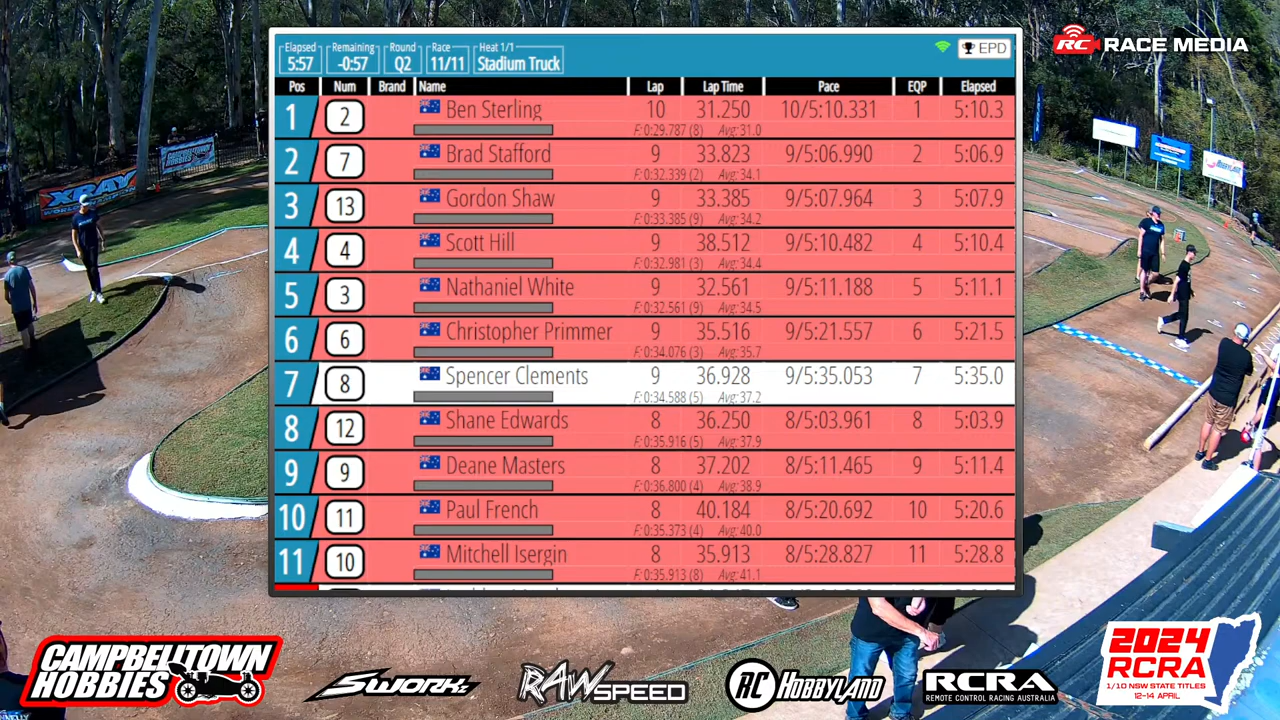 Elapsed Remaining Round Race Heat 1/1
5:57 -0:57 Q2 11/11 Stadium Truck
EPD
RC RACE MEDIA
Pos Num Brand Name Lap Lap Time Pace EQP Elapsed
1 2 Ben Sterling 10 31.250 10/5:10.331 1 5:10.3
F: 0:29.787 (8) Avg: 31.0
2 7 Brad Stafford 9 33.823 9/5:06.990 2 5:06.9
F: 0:32.339 (2) Avg: 34.1
3 13 Gordon Shaw 9 33.385 9/5:07.964 3 5:07.9
F: 0:33.385 (9) Avg: 34.2
4 4 Scott Hill 9 38.512 9/5:10.482 4 5:10.4
F: 0:32.981 (3) Avg: 34.4
5 3 Nathaniel White 9 32.561 9/5:11.188 5 5:11.1
F: 0:32.561 (9) Avg: 34.5
6 6 Christopher Primmer 9 35.516 9/5:21.557 6 5:21.5
F: 0:34.076 (3) Avg: 35.7
7 8 Spencer Clements 9 36.928 9/5:35.053 7 5:35.0
F: 0:34.588 (5) Avg: 37.2
8 12 Shane Edwards 8 36.250 8/5:03.961 8 5:03.9
F: 0:35.916 (5) Avg: 37.9
9 9 Deane Masters 8 37.202 8/5:11.465 9 5:11.4
F: 0:36.800 (4) Avg: 38.9
10 11 Paul French 8 40.184 8/5:20.692 10 5:20.6
F: 0:35.373 (4) Avg: 40.0
11 10 Mitchell Isergin 8 35.913 8/5:28.827 11 5:28.8
F: 0:35.913 (8) Avg: 41.1
XRAY
CAMPBELLTOWN
HOBBIES
CAMPBELLTOWN
HOBBIES
SWORKz
RAW SPEED
RC HOBBYLAND
RCRA
REMOTE CONTROL RACING AUSTRALIA
2024
RCRA
1/10 NSW STATE TITLES
12-14 APRIL